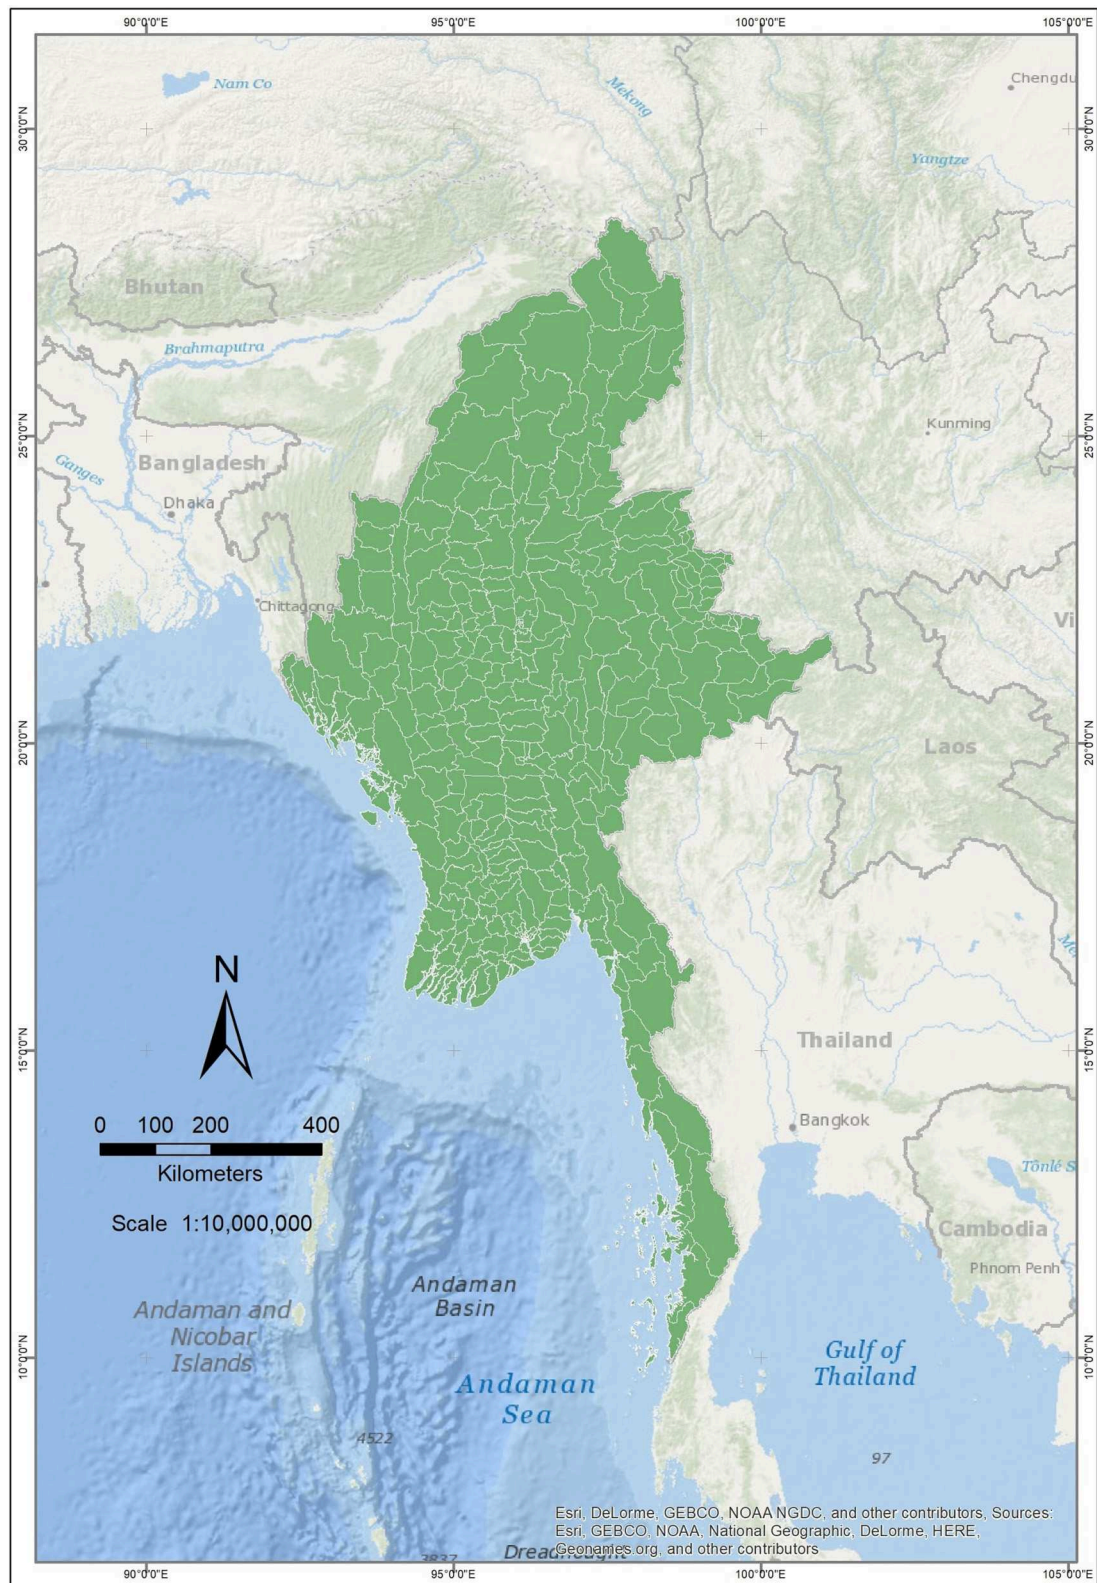 90°0'0"E
95°0'0"E
100°0'0"E
105°0'0"E
Chengdu
Nam Co
Mekong
30°0'0"N
30°0'0"N
Yangtze
Bhutan
Brahmaputra
25°0'0"N
25°0'0"N
Kunming
Bangladesh
Ganges
Dhaka
Chittagong
Vi
20°0'0"N
20°0'0"N
Laos
Me
N
15°0'0"N
15°0'0"N
Thailand
0 100 200 400
Bangkok
Kilometers
Tônlé S
Scale 1:10,000,000
Cambodia
Phnom Penh
Andaman
Basin
Andaman and
Nicobar
Islands
10°0'0"N
10°0'0"N
Gulf of
Thailand
Andaman
Sea
4522
97
Esri, DeLorme, GEBCO, NOAA NGDC, and other contributors, Sources:
Esri, GEBCO, NOAA, National Geographic, DeLorme, HERE,
Geonames.org, and other contributors
3837
Dreadnought
90°0'0"E
95°0'0"E
100°0'0"E
105°0'0"E